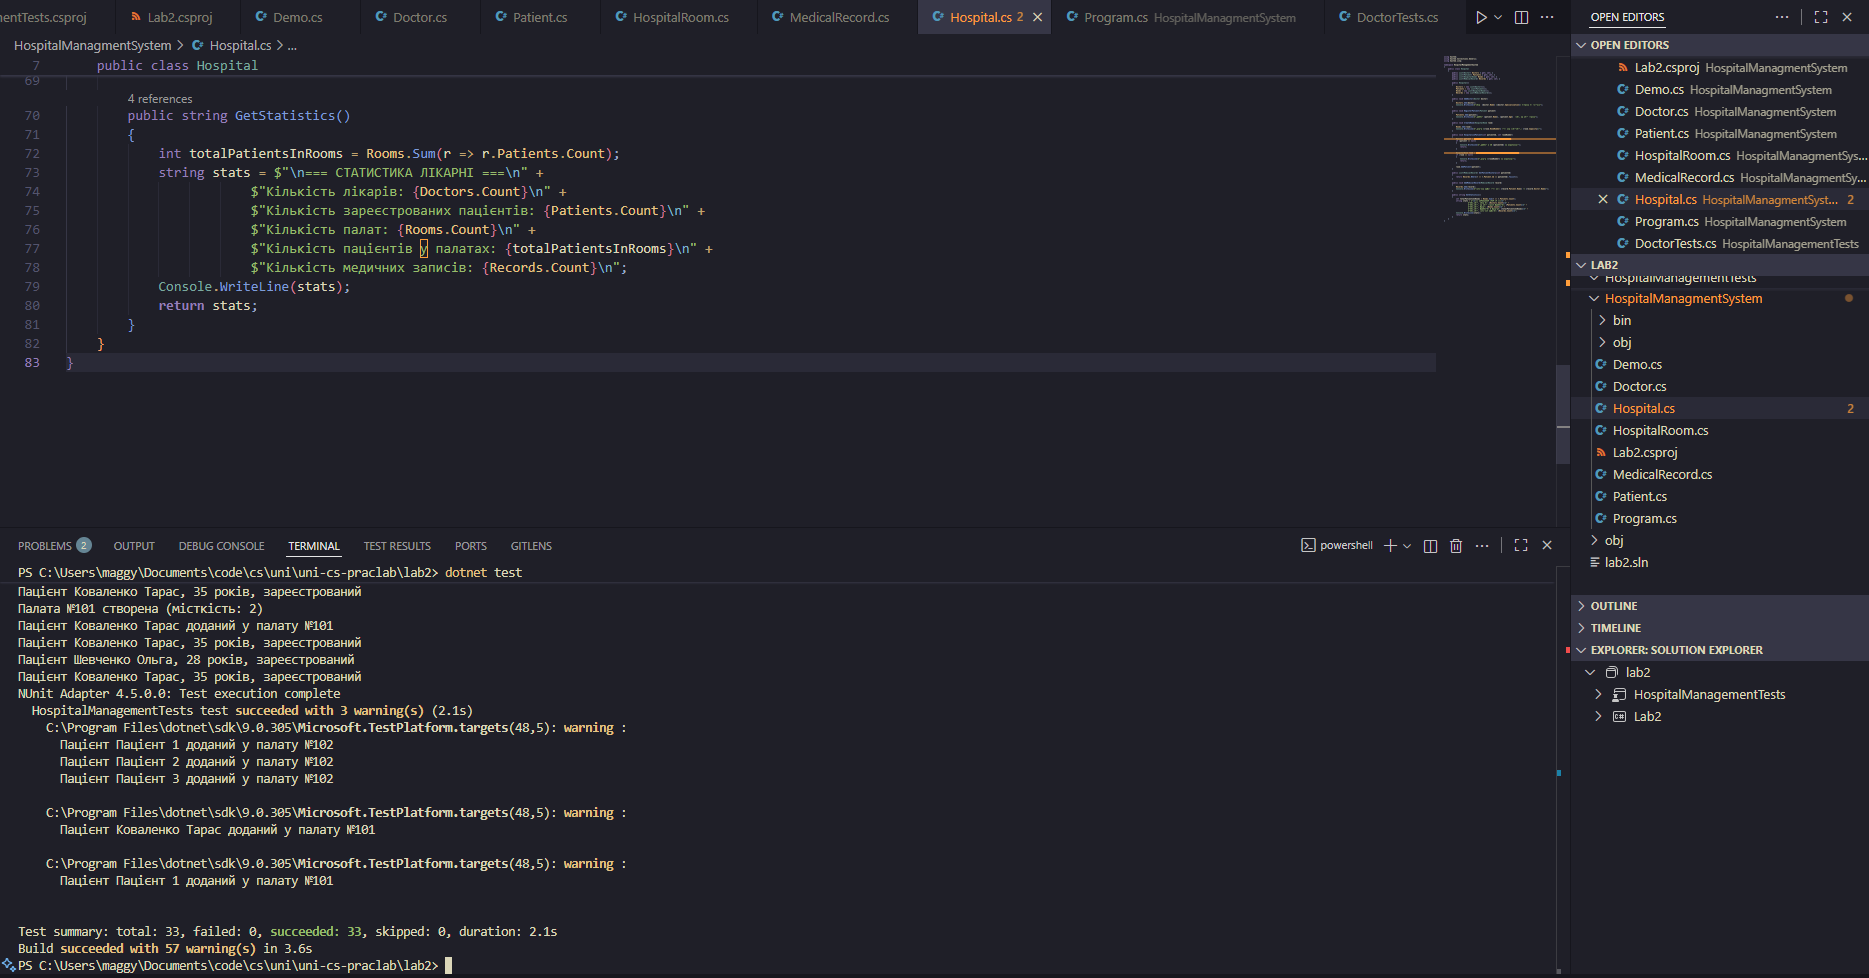 entTests.csproj
Lab2.csproj
Demo.cs
Doctor.cs
Patient.cs
HospitalRoom.cs
MedicalRecord.cs
Hospital.cs 2
Program.cs HospitalManagmentSystem
DoctorTests.cs
HospitalManagmentSystem > Hospital.cs > ...
7 public class Hospital
69
4 references
70 public string GetStatistics()
71 {
72 int totalPatientsInRooms = Rooms.Sum(r => r.Patients.Count);
73 string stats = $"\n=== СТАТИСТИКА ЛІКАРНІ ===\n" +
74 $"Кількість лікарів: {Doctors.Count}\n" +
75 $"Кількість зареєстрованих пацієнтів: {Patients.Count}\n" +
76 $"Кількість палат: {Rooms.Count}\n" +
77 $"Кількість пацієнтів у палатах: {totalPatientsInRooms}\n" +
78 $"Кількість медичних записів: {Records.Count}\n";
79 Console.WriteLine(stats);
80 return stats;
81 }
82 }
83 }
PROBLEMS 2
OUTPUT
DEBUG CONSOLE
TERMINAL
TEST RESULTS
PORTS
GITLENS
powershell
PS C:\Users\maggy\Documents\code\cs\uni\uni-cs-praclab\lab2> dotnet test
Пацієнт Коваленко Тарас, 35 років, зареєстрований
Палата №101 створена (місткість: 2)
Пацієнт Коваленко Тарас доданий у палату №101
Пацієнт Коваленко Тарас, 35 років, зареєстрований
Пацієнт Шевченко Ольга, 28 років, зареєстрований
Пацієнт Коваленко Тарас, 35 років, зареєстрований
NUnit Adapter 4.5.0.0: Test execution complete
HospitalManagementTests test succeeded with 3 warning(s) (2.1s)
C:\Program Files\dotnet\sdk\9.0.305\Microsoft.TestPlatform.targets(48,5): warning :
Пацієнт Пацієнт 1 доданий у палату №102
Пацієнт Пацієнт 2 доданий у палату №102
Пацієнт Пацієнт 3 доданий у палату №102
C:\Program Files\dotnet\sdk\9.0.305\Microsoft.TestPlatform.targets(48,5): warning :
Пацієнт Коваленко Тарас доданий у палату №101
C:\Program Files\dotnet\sdk\9.0.305\Microsoft.TestPlatform.targets(48,5): warning :
Пацієнт Пацієнт 1 доданий у палату №101
Test summary: total: 33, failed: 0, succeeded: 33, skipped: 0, duration: 2.1s
Build succeeded with 57 warning(s) in 3.6s
PS C:\Users\maggy\Documents\code\cs\uni\uni-cs-praclab\lab2>
OPEN EDITORS
OPEN EDITORS
Lab2.csproj HospitalManagmentSystem
Demo.cs HospitalManagmentSystem
Doctor.cs HospitalManagmentSystem
Patient.cs HospitalManagmentSystem
HospitalRoom.cs HospitalManagmentSys...
MedicalRecord.cs HospitalManagmentSy...
Hospital.cs HospitalManagmentSyst... 2
Program.cs HospitalManagmentSystem
DoctorTests.cs HospitalManagementTests
LAB2
HospitalManagementTests
HospitalManagmentSystem
bin
obj
Demo.cs
Doctor.cs
Hospital.cs 2
HospitalRoom.cs
Lab2.csproj
MedicalRecord.cs
Patient.cs
Program.cs
obj
lab2.sln
OUTLINE
TIMELINE
EXPLORER: SOLUTION EXPLORER
lab2
HospitalManagementTests
Lab2